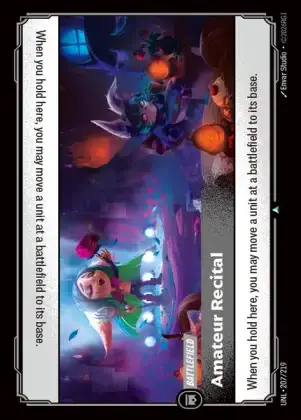 When you hold here, you may move a unit at a battlefield to its base.
BATTLEFIELD
Amateur Recital
When you hold here, you may move a unit at a battlefield to its base.
UNL • 207/219
Envar Studio • ©2026RGI